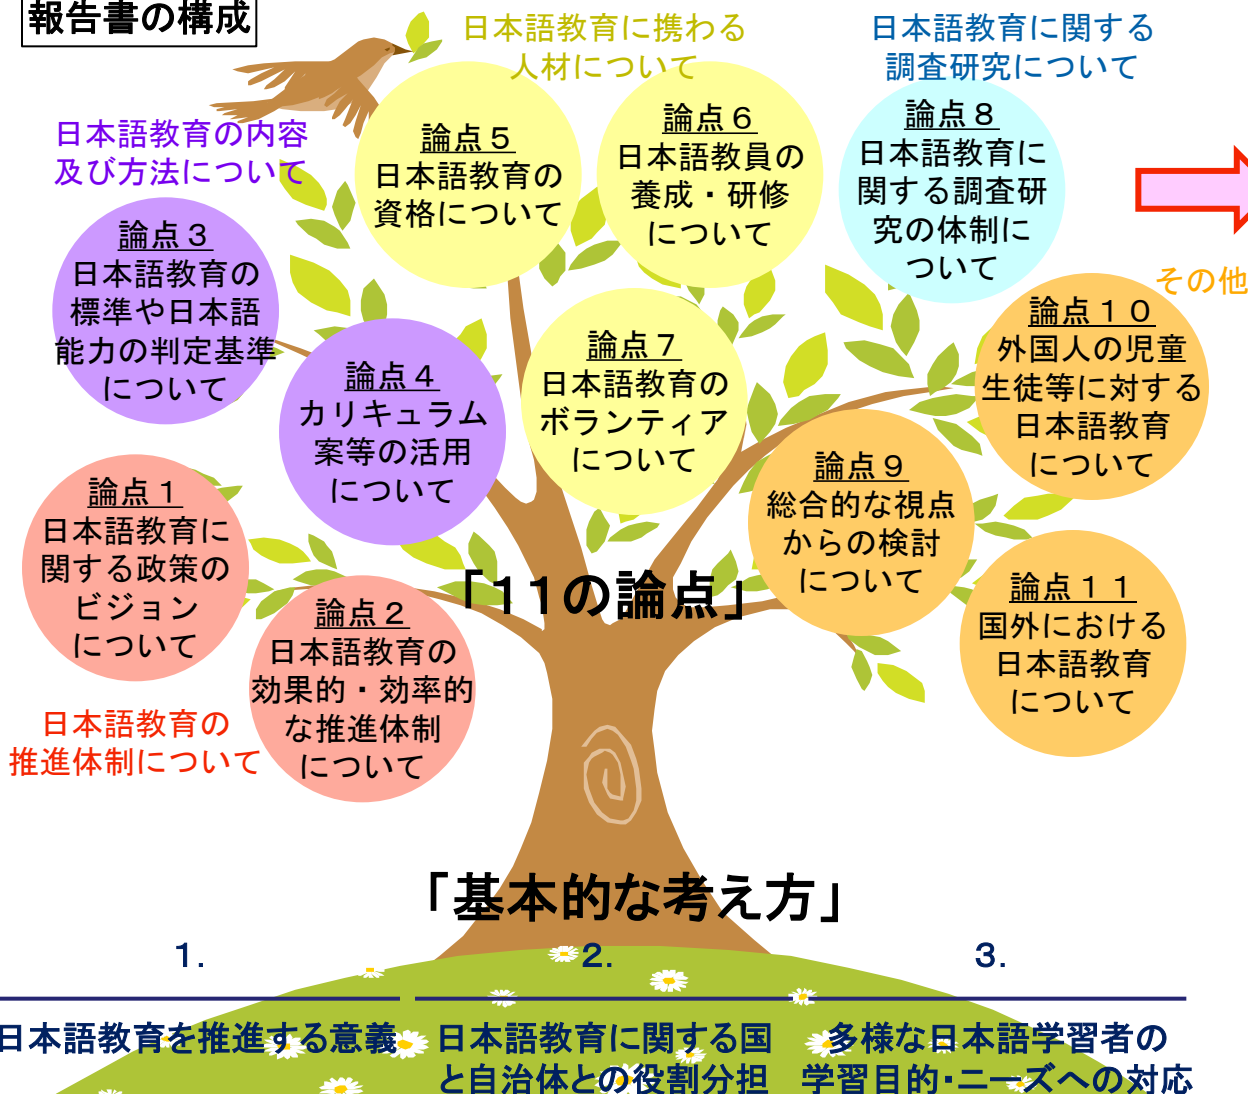 報告書の構成
日本語教育に携わる
人材について
日本語教育に関する
調査研究について
日本語教育の内容
及び方法について
論点５
日本語教育の
資格について
論点６
日本語教員の
養成・研修
について
論点８
日本語教育に
関する調査研
究の体制に
ついて
論点３
日本語教育の
標準や日本語
能力の判定基準
について
論点４
カリキュラム
案等の活用
について
論点７
日本語教育の
ボランティア
について
その他
論点１０
外国人の児童
生徒等に対する
日本語教育
について
論点９
総合的な視点
からの検討
について
論点１
日本語教育に
関する政策の
ビジョン
について
論点２
日本語教育の
効果的・効率的
な推進体制
について
論点１１
国外における
日本語教育
について
日本語教育の
推進体制について
「11の論点」
「基本的な考え方」
1.
日本語教育を推進する意義
2.
日本語教育に関する国
と自治体との役割分担
3.
多様な日本語学習者の
学習目的・ニーズへの対応